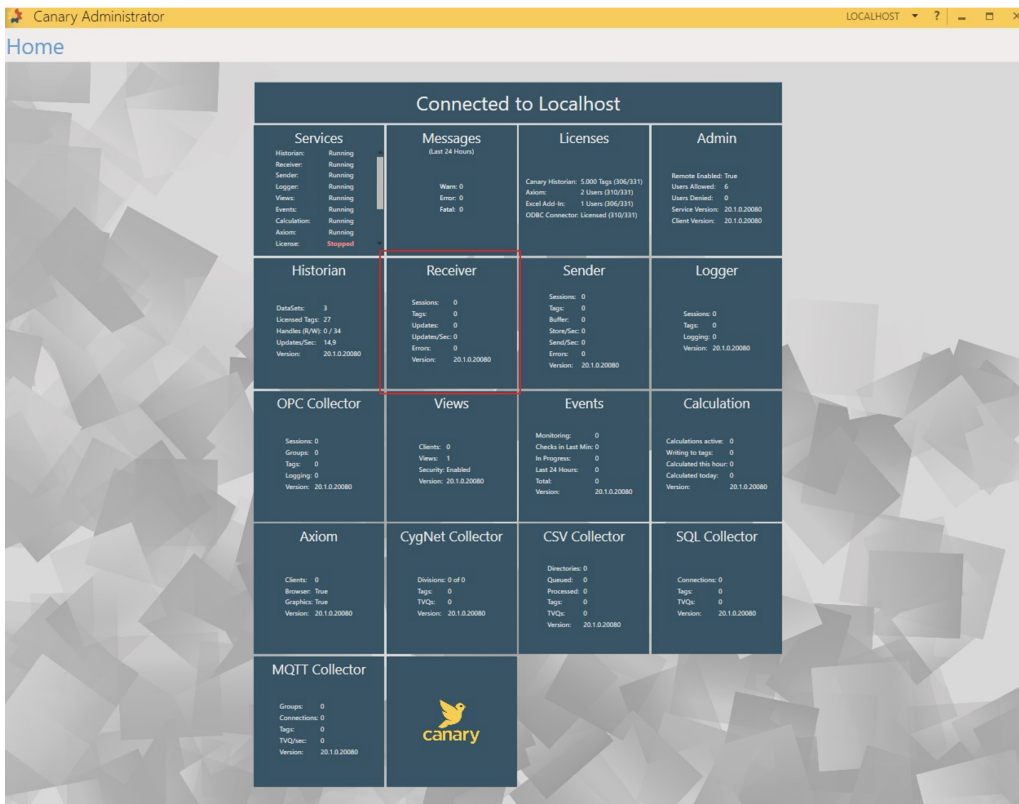 Canary Administrator
LOCALHOST ?
Home
Connected to Localhost
Services
Historian: Running
Receiver: Running
Sender: Running
Logger: Running
Views: Running
Events: Running
Calculation: Running
Axiom: Running
License: Stopped
Messages
(Last 24 Hours)
Warn: 0
Error: 0
Fatal: 0
Licenses
Canary Historian: 5.000 Tags (306/331)
Axiom: 2 Users (310/331)
Excel Add-In: 1 Users (306/331)
ODBC Connector: Licensed (310/331)
Admin
Remote Enabled: True
Users Allowed: 6
Users Denied: 0
Service Version: 20.1.0.20080
Client Version: 20.1.0.20080
Historian
DataSets: 3
Licensed Tags: 27
Handles (R/W): 0 / 34
Updates/Sec: 14,9
Version: 20.1.0.20080
Receiver
Sessions: 0
Tags: 0
Updates: 0
Updates/Sec: 0
Errors: 0
Version: 20.1.0.20080
Sender
Sessions: 0
Tags: 0
Buffer: 0
Store/Sec: 0
Send/Sec: 0
Errors: 0
Version: 20.1.0.20080
Logger
Sessions: 0
Tags: 0
Logging: 0
Version: 20.1.0.20080
OPC Collector
Sessions: 0
Groups: 0
Tags: 0
Logging: 0
Version: 20.1.0.20080
Views
Clients: 0
Views: 1
Security: Enabled
Version: 20.1.0.20080
Events
Monitoring: 0
Checks in Last Min: 0
In Progress: 0
Last 24 Hours: 0
Total: 0
Version: 20.1.0.20080
Calculation
Calculations active: 0
Writing to tags: 0
Calculated this hour: 0
Calculated today: 0
Version: 20.1.0.20080
Axiom
Clients: 0
Browser: True
Graphics: True
Version: 20.1.0.20080
CygNet Collector
Divisions: 0 of 0
Tags: 0
TVQs: 0
Version: 20.1.0.20080
CSV Collector
Directories: 0
Queued: 0
Processed: 0
Tags: 0
TVQs: 0
Version: 20.1.0.20080
SQL Collector
Connections: 0
Tags: 0
TVQs: 0
Version: 20.1.0.20080
MQTT Collector
Groups: 0
Connections: 0
Tags: 0
TVQ/sec: 0
Version: 20.1.0.20080
canary